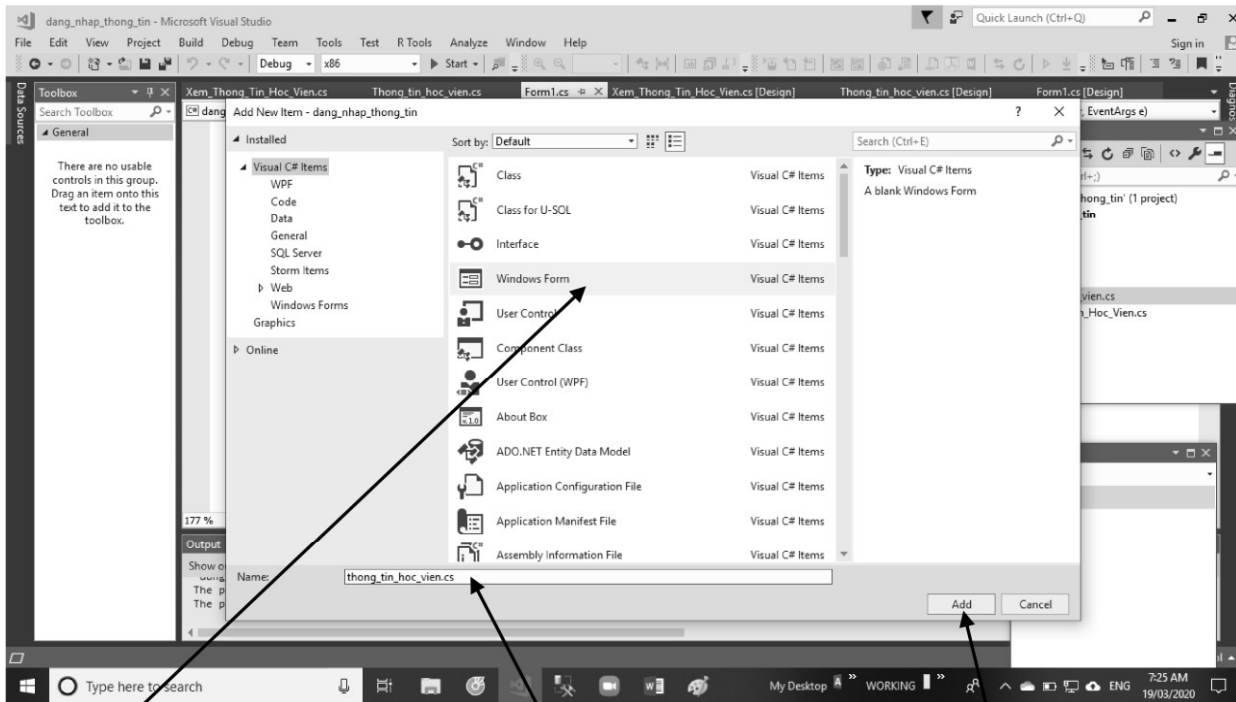 dang_nhap_thong_tin - Microsoft Visual Studio
Quick Launch (Ctrl+Q)
File Edit View Project Build Debug Team Tools Test R Tools Analyze Window Help
Sign in
Debug x86 Start
Data Sources
Toolbox
Search Toolbox
General
There are no usable
controls in this group.
Drag an item onto this
text to add it to the
toolbox.
Xem_Thong_Tin_Hoc_Vien.cs Thong_tin_hoc_vien.cs Form1.cs Xem_Thong_Tin_Hoc_Vien.cs [Design] Thong_tin_hoc_vien.cs [Design] Form1.cs [Design]
dang
, EventArgs e)
Add New Item - dang_nhap_thong_tin
Installed
Visual C# Items
WPF
Code
Data
General
SQL Server
Storm Items
Web
Windows Forms
Graphics
Online
Sort by: Default
Search (Ctrl+E)
Class Visual C# Items
Class for U-SQL Visual C# Items
Interface Visual C# Items
Windows Form Visual C# Items
User Control Visual C# Items
Component Class Visual C# Items
User Control (WPF) Visual C# Items
About Box Visual C# Items
ADO.NET Entity Data Model Visual C# Items
Application Configuration File Visual C# Items
Application Manifest File Visual C# Items
Assembly Information File Visual C# Items
Type: Visual C# Items
A blank Windows Form
rl+;)
hong_tin' (1 project)
_tin
vien.cs
n_Hoc_Vien.cs
177 %
Output
Show o
The p
The p
Name: thong_tin_hoc_vien.cs
Add Cancel
Type here to search
My Desktop WORKING ENG
7:25 AM
19/03/2020